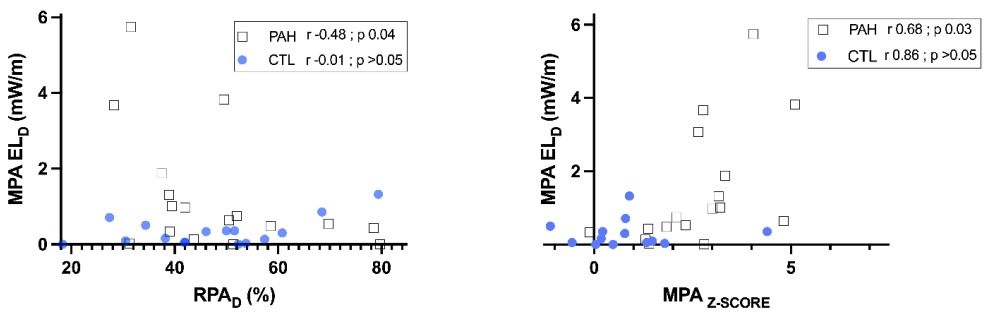 6
4
2
0
MPA EL_D (mW/m)
PAH r -0.48 ; p 0.04
CTL r -0.01 ; p >0.05
20 40 60 80
RPA_D (%)
6
4
2
0
MPA EL_D (mW/m)
PAH r 0.68 ; p 0.03
CTL r 0.86 ; p >0.05
0 5
MPA Z-SCORE